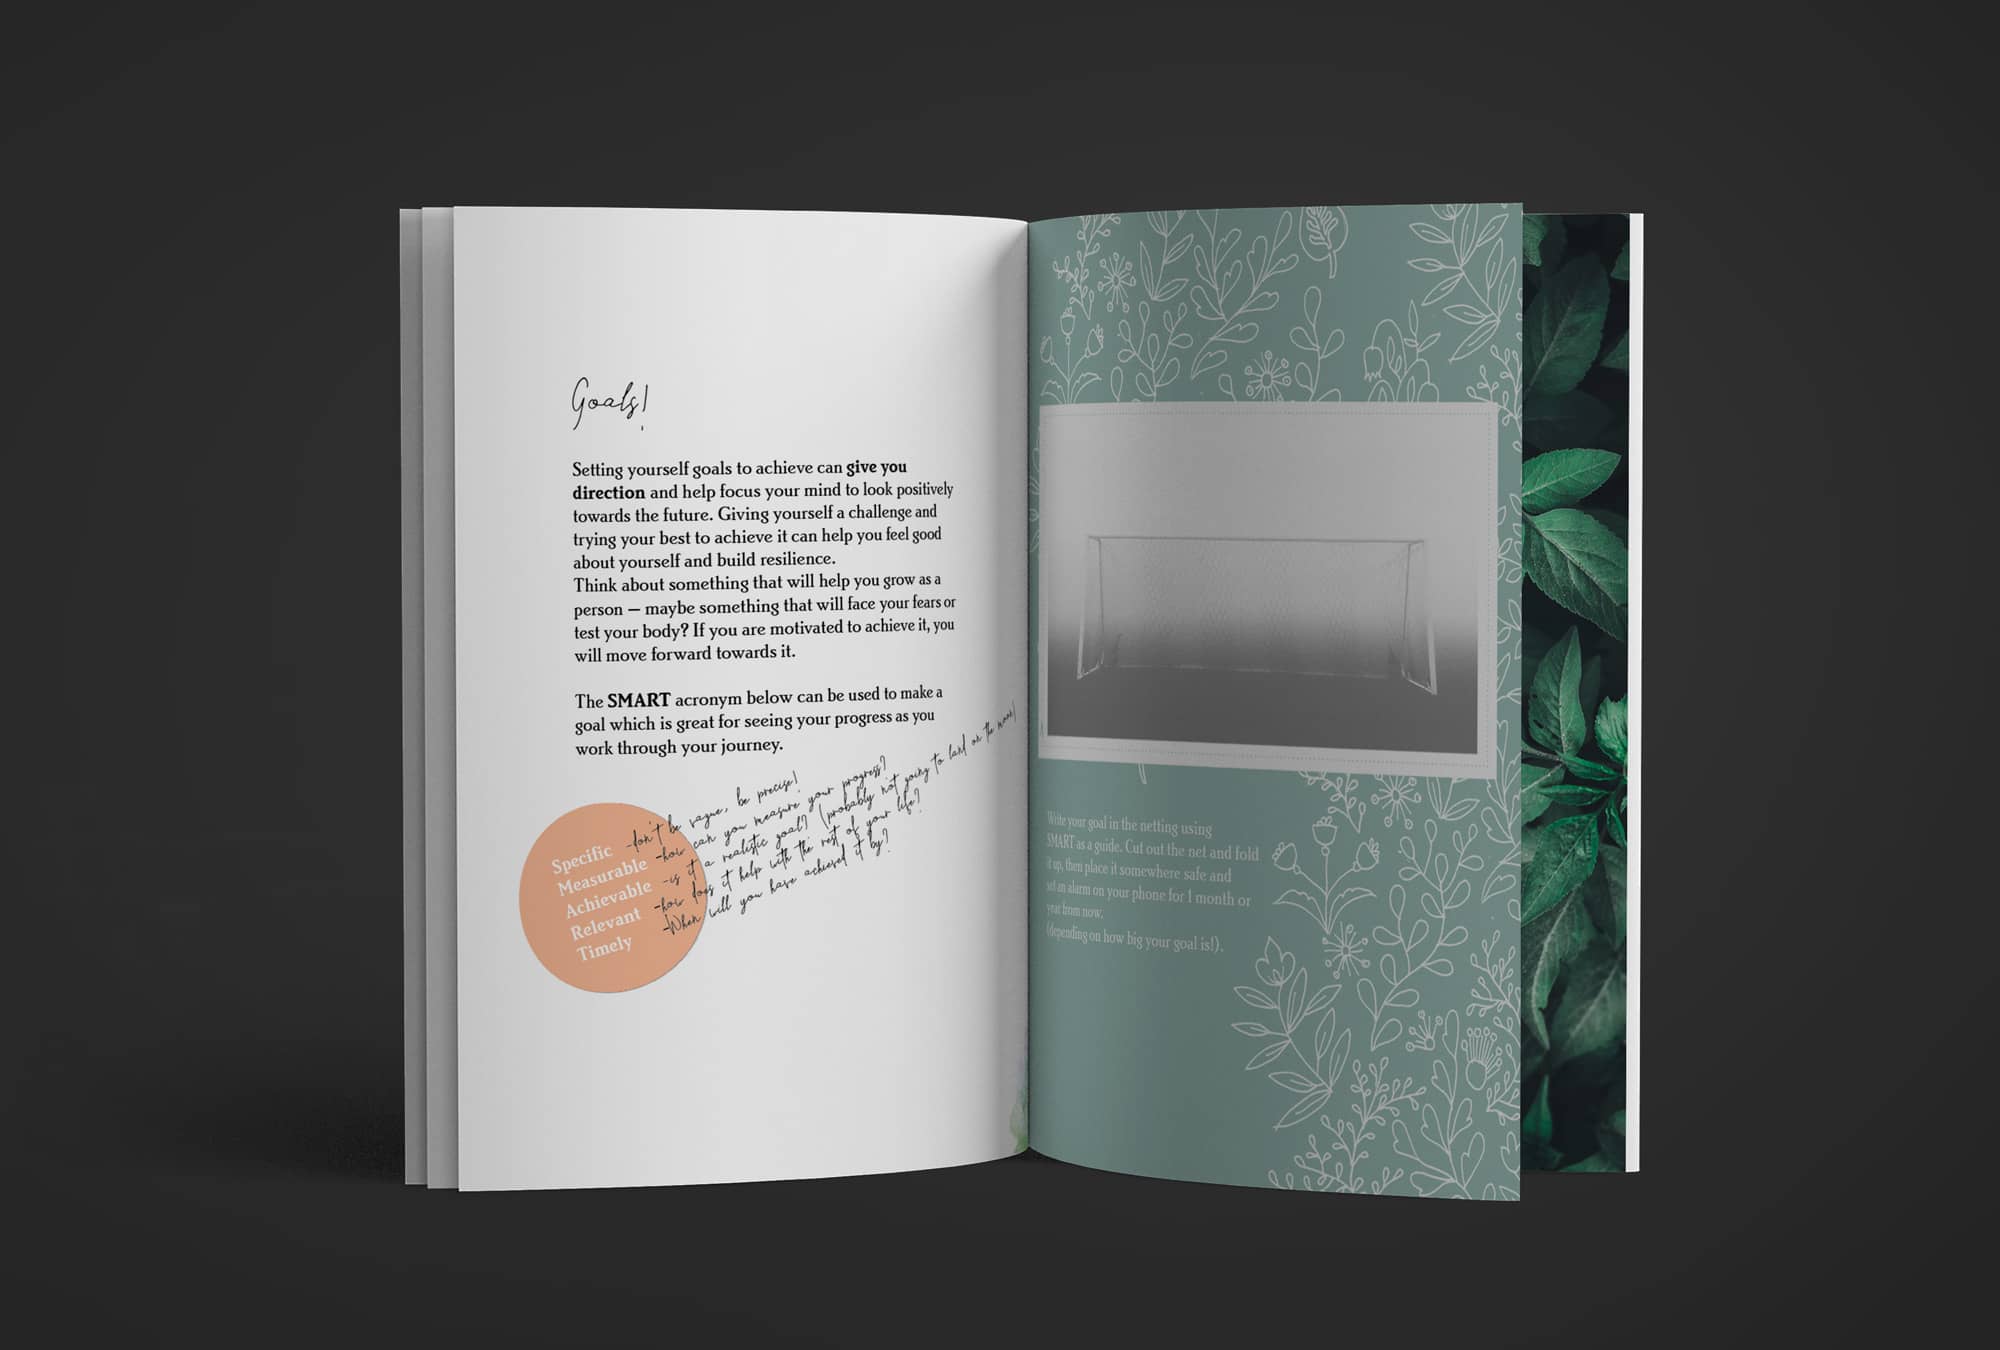 Goals!
Setting yourself goals to achieve can give you
direction and help focus your mind to look positively
towards the future. Giving yourself a challenge and
trying your best to achieve it can help you feel good
about yourself and build resilience.
Think about something that will help you grow as a
person — maybe something that will face your fears or
test your body? If you are motivated to achieve it, you
will move forward towards it.
The SMART acronym below can be used to make a
goal which is great for seeing your progress as you
work through your journey.
Specific -don't be vague, be precise!
Measurable -how can you measure your progress?
Achievable -is it a realistic goal? (probably not going to land on the moon)
Relevant -how does it help with the rest of your life?
Timely -When will you have achieved it by?
Write your goal in the netting using
SMART as a guide. Cut out the net and fold
it up, then place it somewhere safe and
set an alarm on your phone for 1 month or
year from now,
(depending on how big your goal is!).